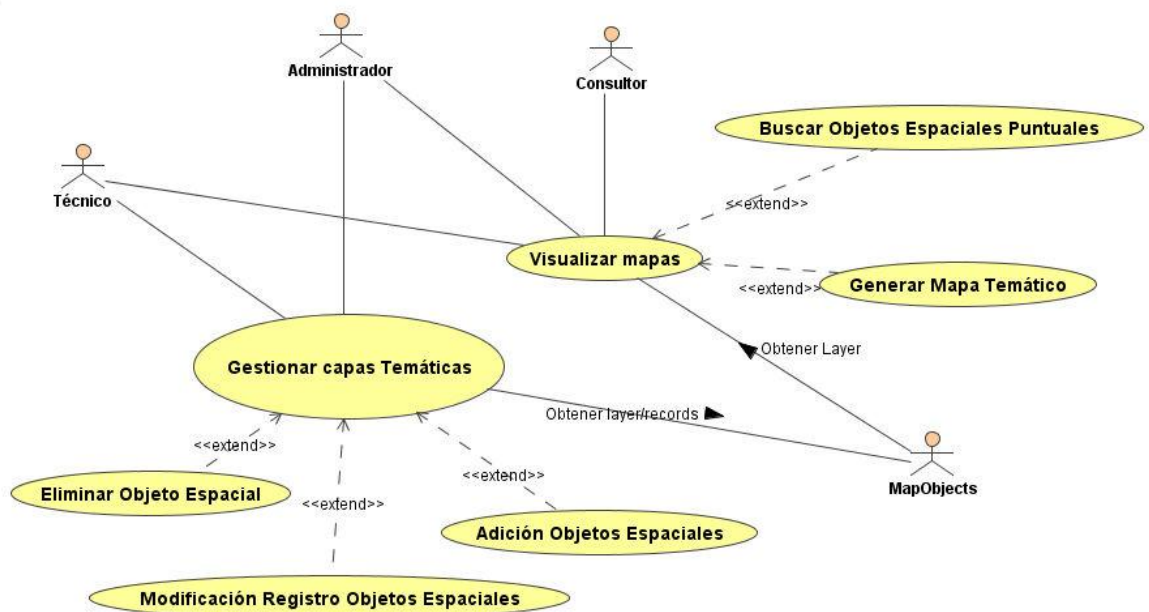 Administrador
Consultor
Buscar Objetos Espaciales Puntuales
Técnico
<<extend>>
Visualizar mapas
<<extend>>
Generar Mapa Temático
Obtener Layer
Gestionar capas Temáticas
Obtener layer/records
<<extend>>
<<extend>>
MapObjects
Eliminar Objeto Espacial
<<extend>>
Adición Objetos Espaciales
Modificación Registro Objetos Espaciales